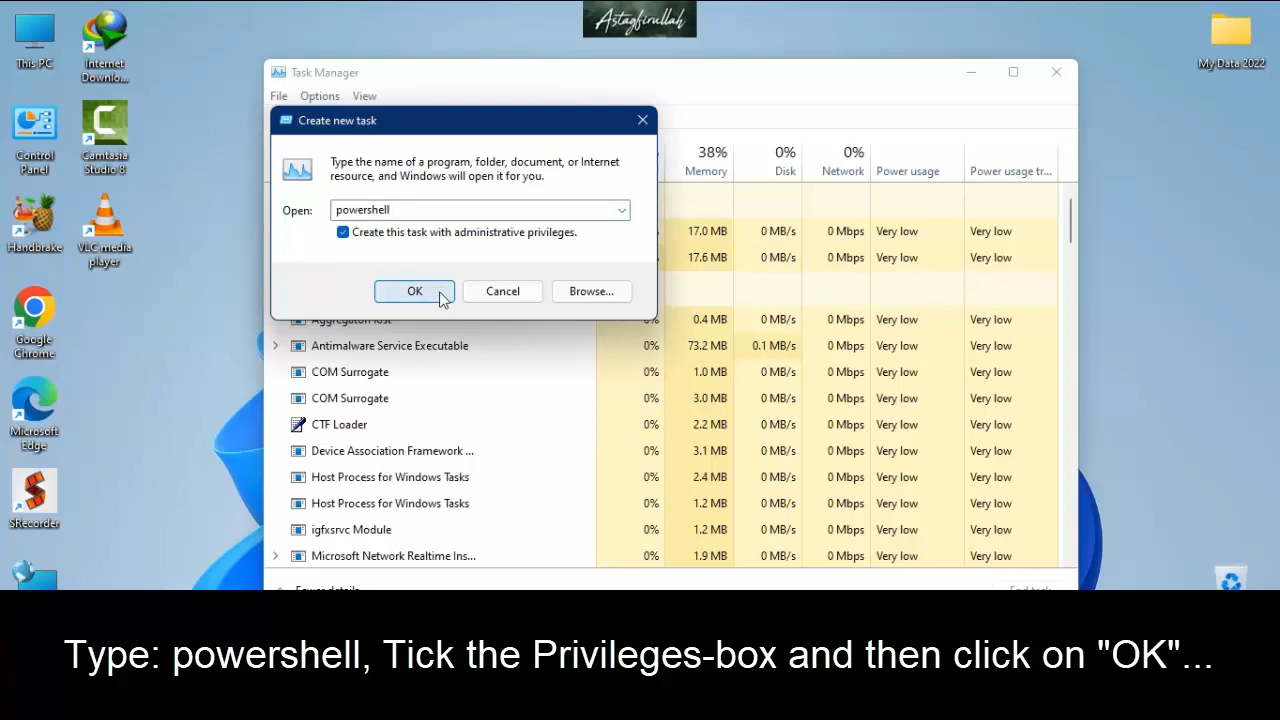 Astagfirullah
This PC
Internet
Downlo...
My Data 2022
Control
Panel
Camtasia
Studio 8
Handbrake
VLC media
player
Google
Chrome
Microsoft
Edge
SRecorder
Task Manager
File Options View
Create new task
Type the name of a program, folder, document, or Internet
resource, and Windows will open it for you.
Open: powershell
Create this task with administrative privileges.
OK Cancel Browse...
38% 0% 0%
Memory Disk Network Power usage Power usage tr...
17.0 MB 0 MB/s 0 Mbps Very low Very low
17.6 MB 0 MB/s 0 Mbps Very low Very low
0% 0.4 MB 0 MB/s 0 Mbps Very low Very low
Antimalware Service Executable 0% 73.2 MB 0.1 MB/s 0 Mbps Very low Very low
COM Surrogate 0% 1.0 MB 0 MB/s 0 Mbps Very low Very low
COM Surrogate 0% 3.0 MB 0 MB/s 0 Mbps Very low Very low
CTF Loader 0% 2.2 MB 0 MB/s 0 Mbps Very low Very low
Device Association Framework ... 0% 3.1 MB 0 MB/s 0 Mbps Very low Very low
Host Process for Windows Tasks 0% 2.4 MB 0 MB/s 0 Mbps Very low Very low
Host Process for Windows Tasks 0% 1.2 MB 0 MB/s 0 Mbps Very low Very low
igfxsrvc Module 0% 1.2 MB 0 MB/s 0 Mbps Very low Very low
Microsoft Network Realtime Ins... 0% 1.9 MB 0 MB/s 0 Mbps Very low Very low
Type: powershell, Tick the Privileges-box and then click on "OK"...